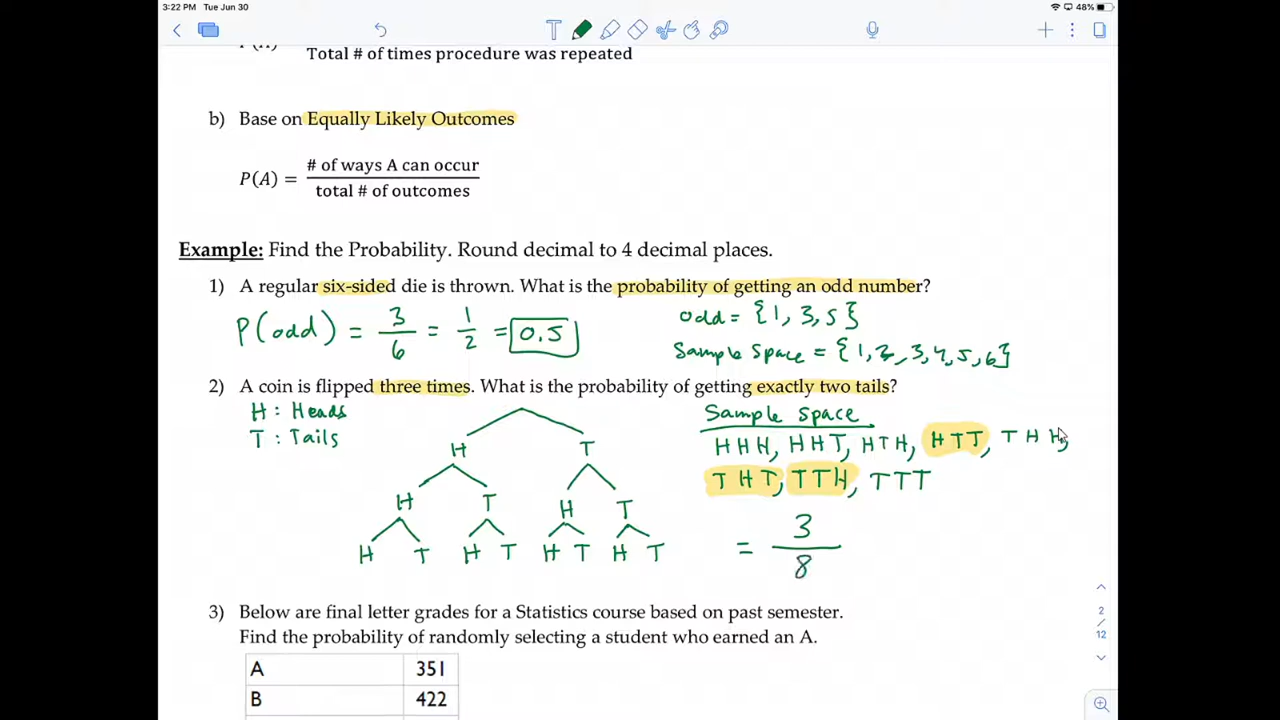 3:22 PM Tue Jun 30
48%
Total # of times procedure was repeated
b) Base on Equally Likely Outcomes
# of ways A can occur
P(A) =
total # of outcomes
Example: Find the Probability. Round decimal to 4 decimal places.
1) A regular six-sided die is thrown. What is the probability of getting an odd number?
P(odd) = 3/6 = 1/2 = 0.5
odd = {1, 3, 5}
Sample Space = {1, 2, 3, 4, 5, 6}
2) A coin is flipped three times. What is the probability of getting exactly two tails?
H : Heads
T : Tails
H T
H T H T
H T H T H T H T
Sample space
HHH, HHT, HTH, HTT, THH,
THT, TTH, TTT
= 3/8
3) Below are final letter grades for a Statistics course based on past semester.
Find the probability of randomly selecting a student who earned an A.
A 351
B 422
2
/
12